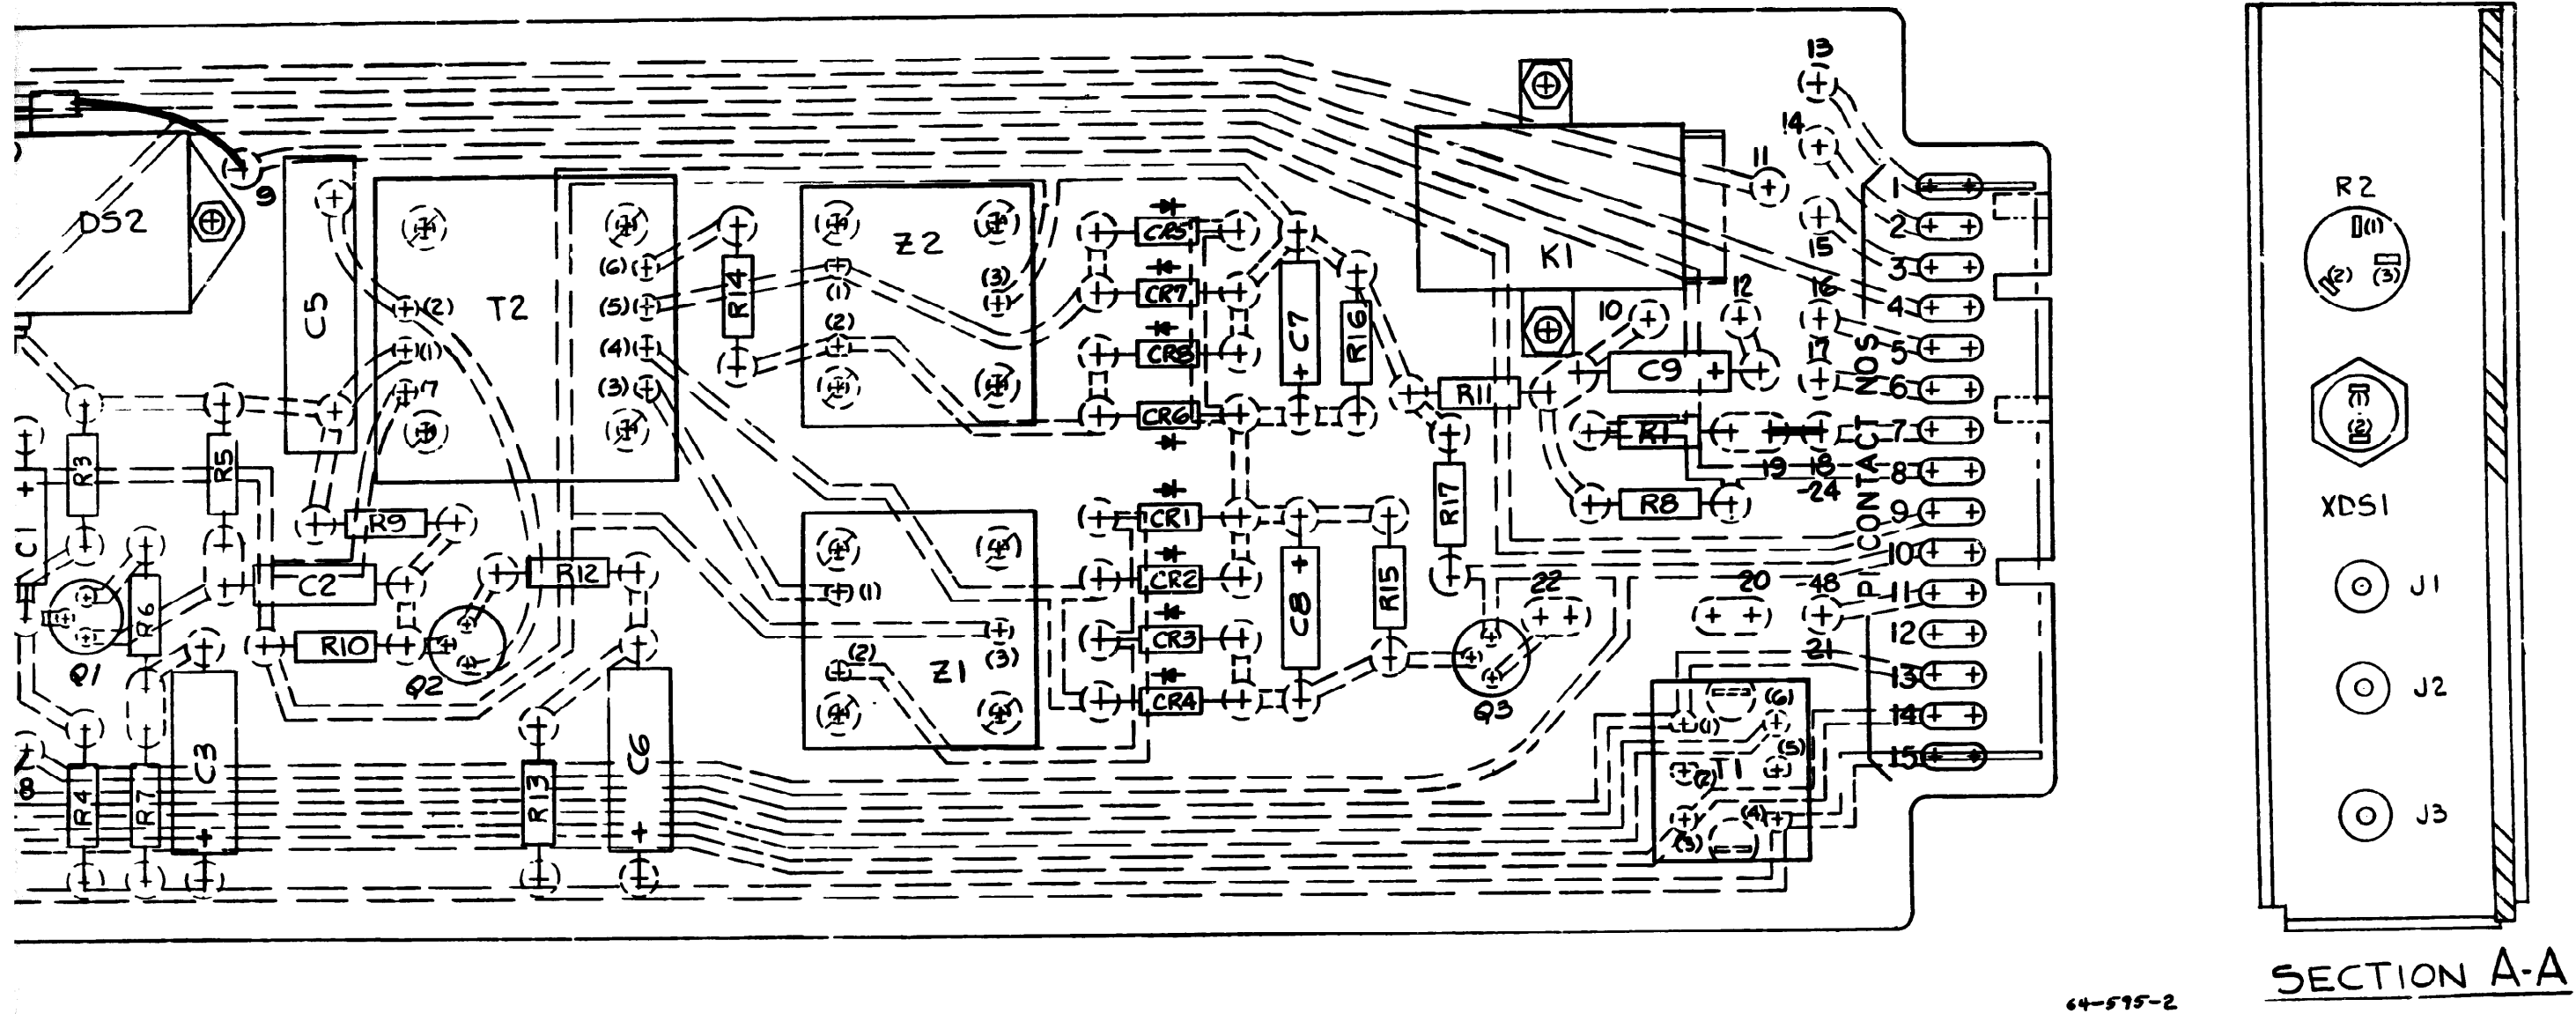 DS2
9
C5
(2)
(1)
7
T2
(6)
(5)
(4)
(3)
R14
Z2
(1)
(2)
(3)
CR5
CR7
CR8
CR6
+ C7
R16
K1
10
11
12
13
14
15
16
17
C9 +
R11
R1
R8
19
18
-24
R17
P1 CONTACT NOS
1
2
3
4
5
6
7
8
9
10
11
12
13
14
15
R3
R5
+
C1
R9
C2
R12
Q1
R6
R10
Q2
C3
+
8
R4
R7
R13
C6
+
Z1
(1)
(2)
(3)
CR1
CR2
CR3
CR4
C8 +
R15
Q3
22
20
-48
21
T1
(1)
(2)
(3)
(4)
(5)
(6)
R2
(1)
(2)
(3)
(2)
XDS1
J1
J2
J3
SECTION A-A
64-595-2